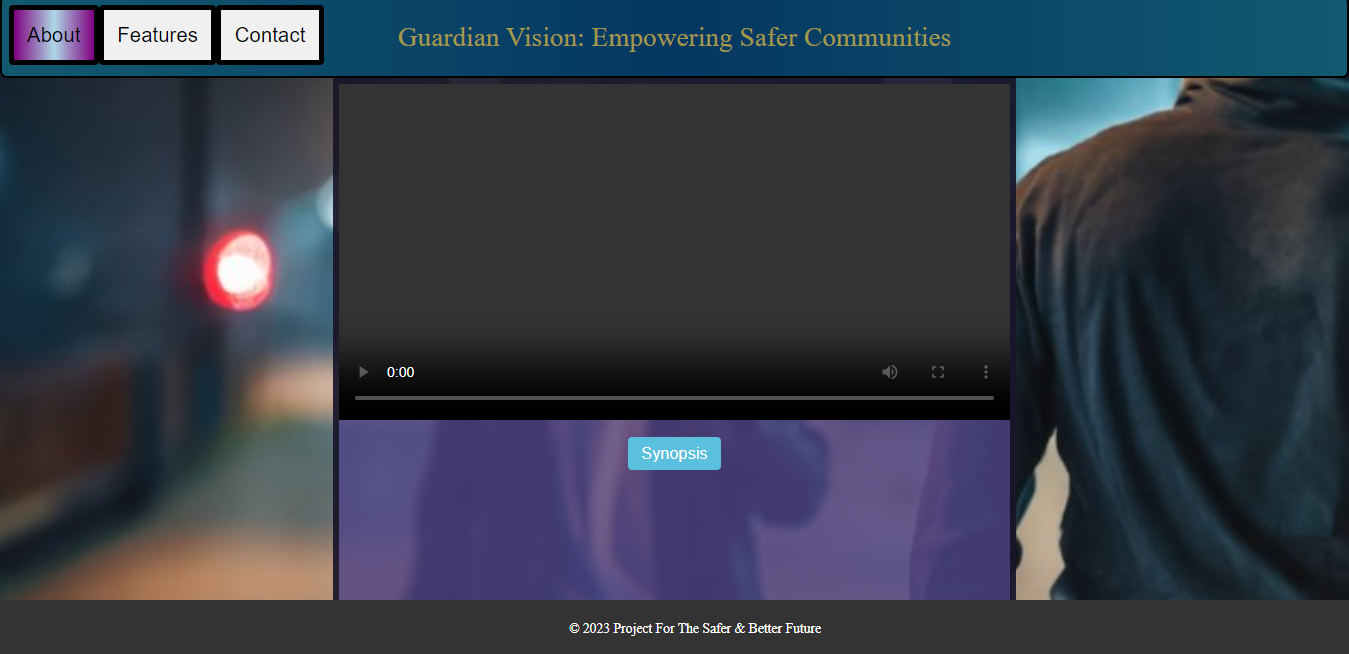 About
Features
Contact
Guardian Vision: Empowering Safer Communities
0:00
Synopsis
© 2023 Project For The Safer & Better Future